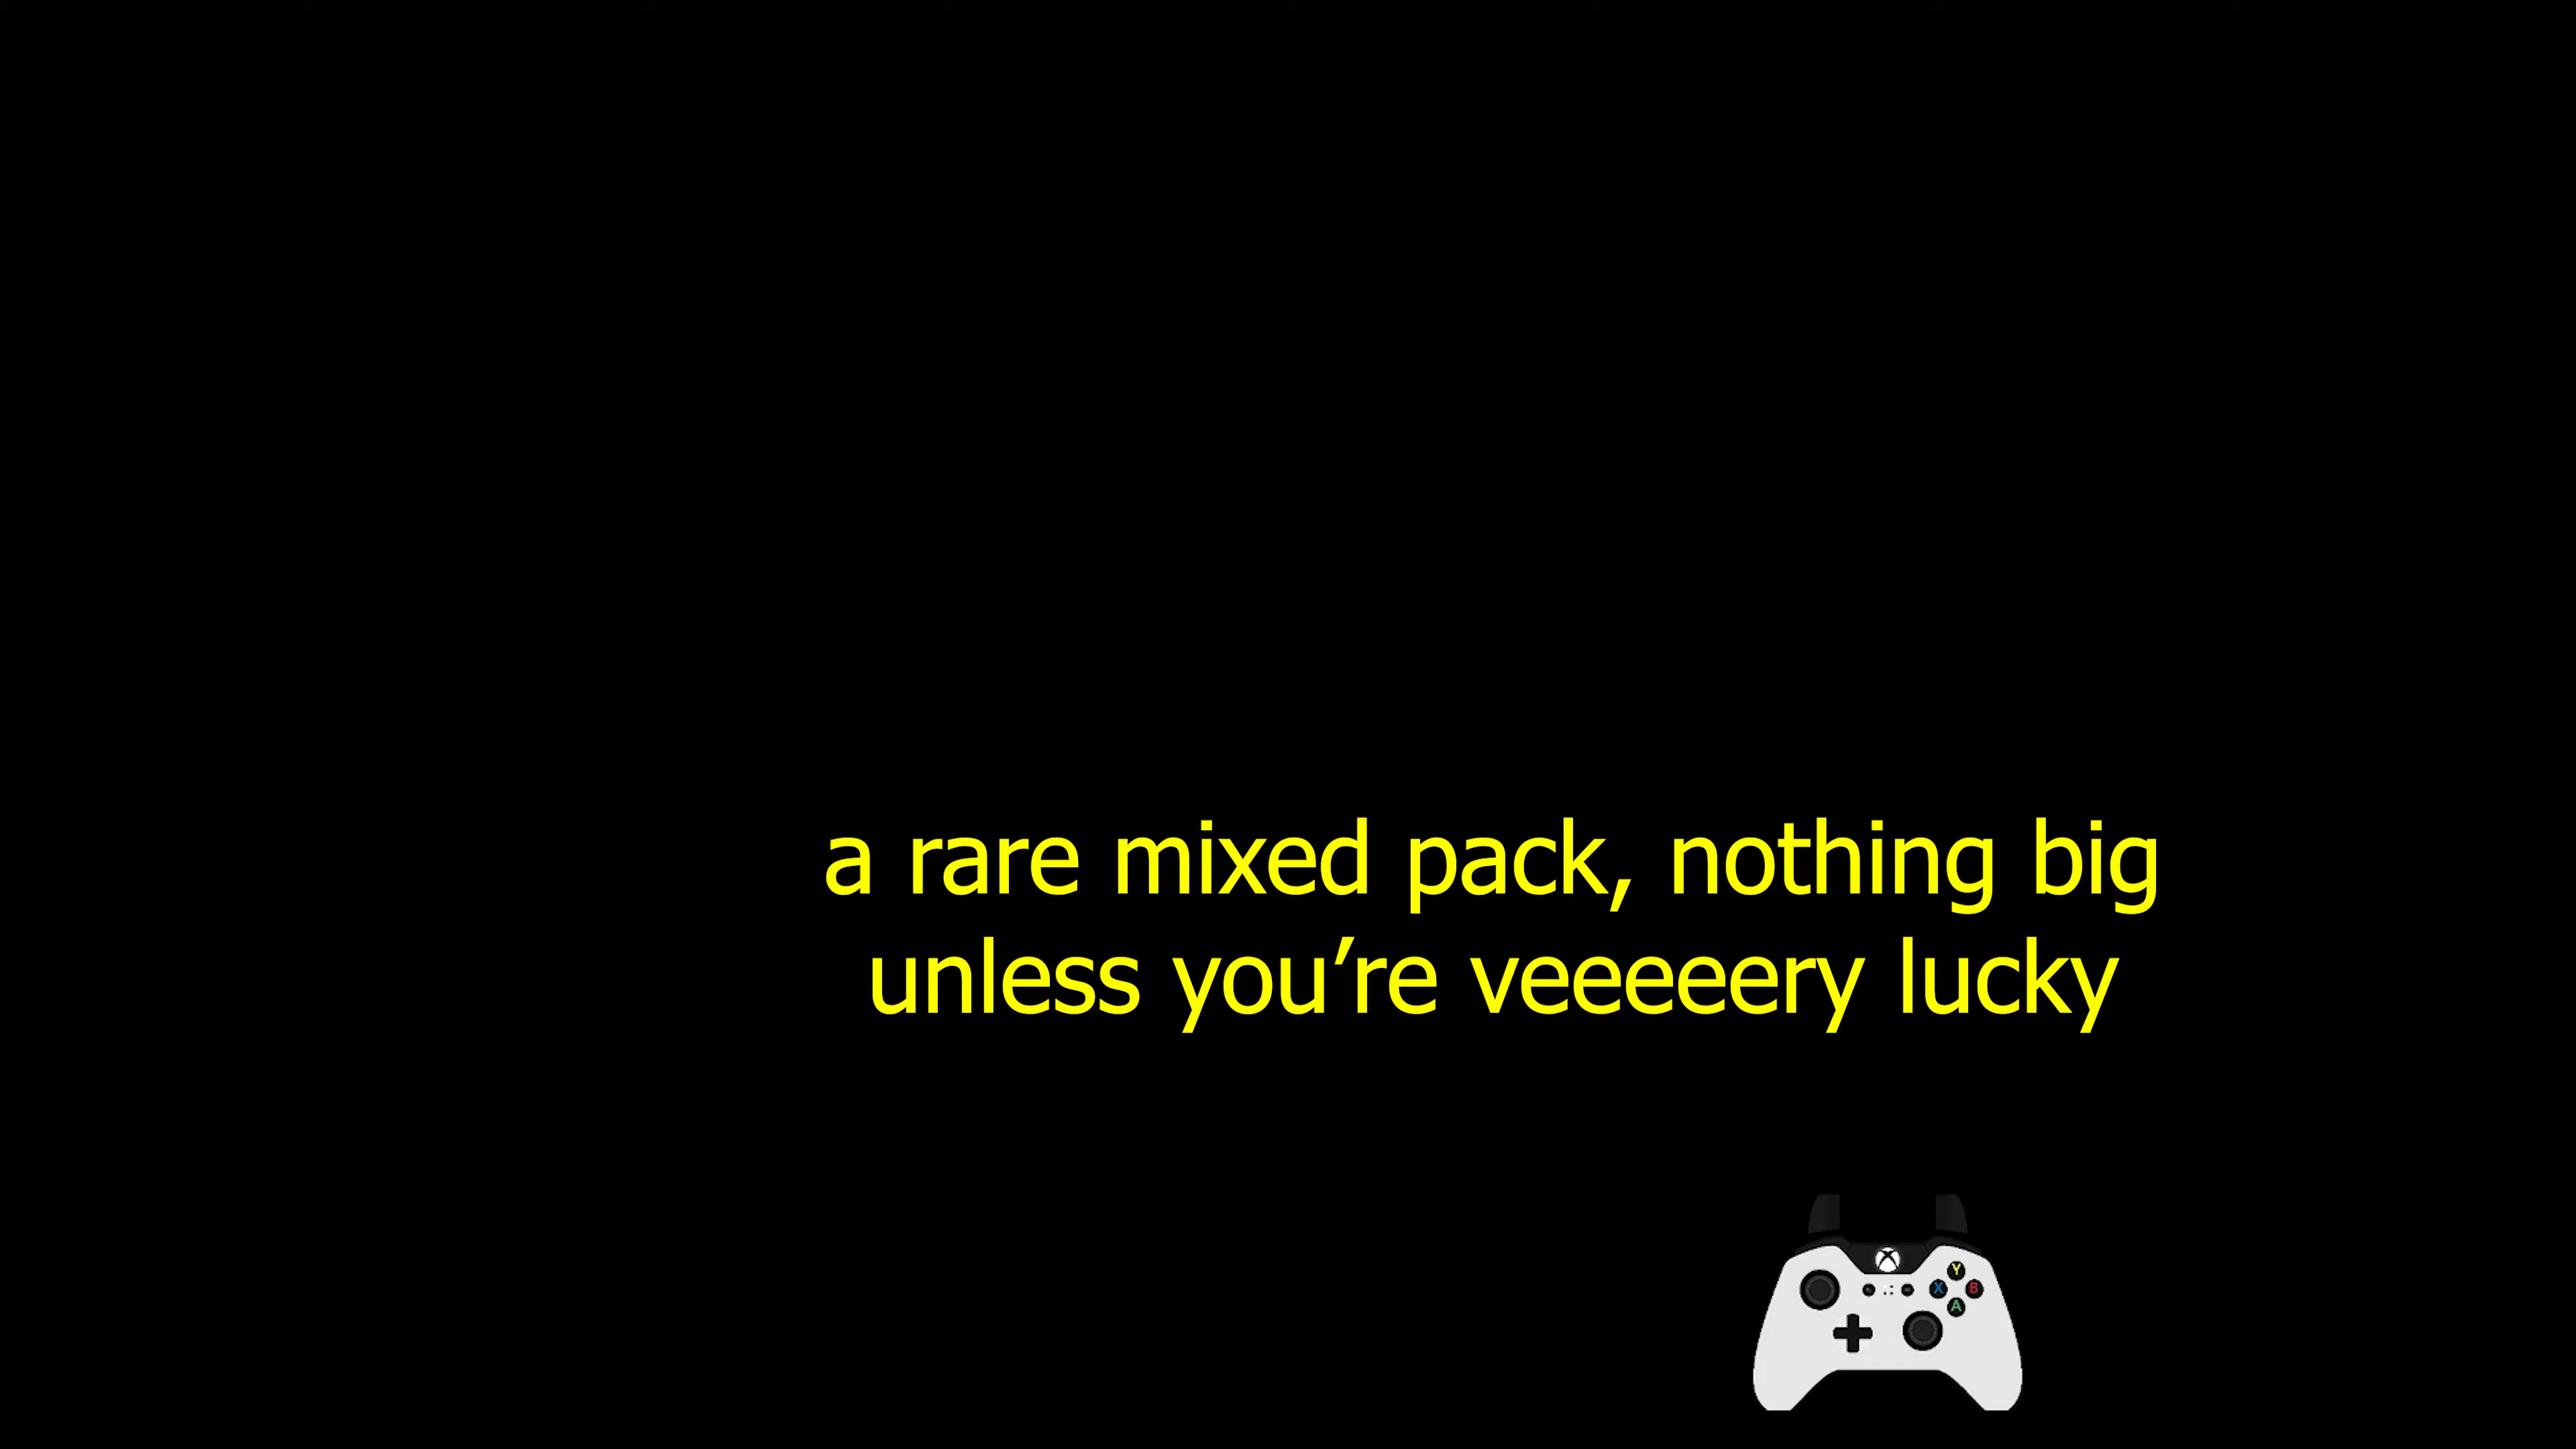 a rare mixed pack, nothing big
unless you’re veeeeery lucky
Y
X B
A